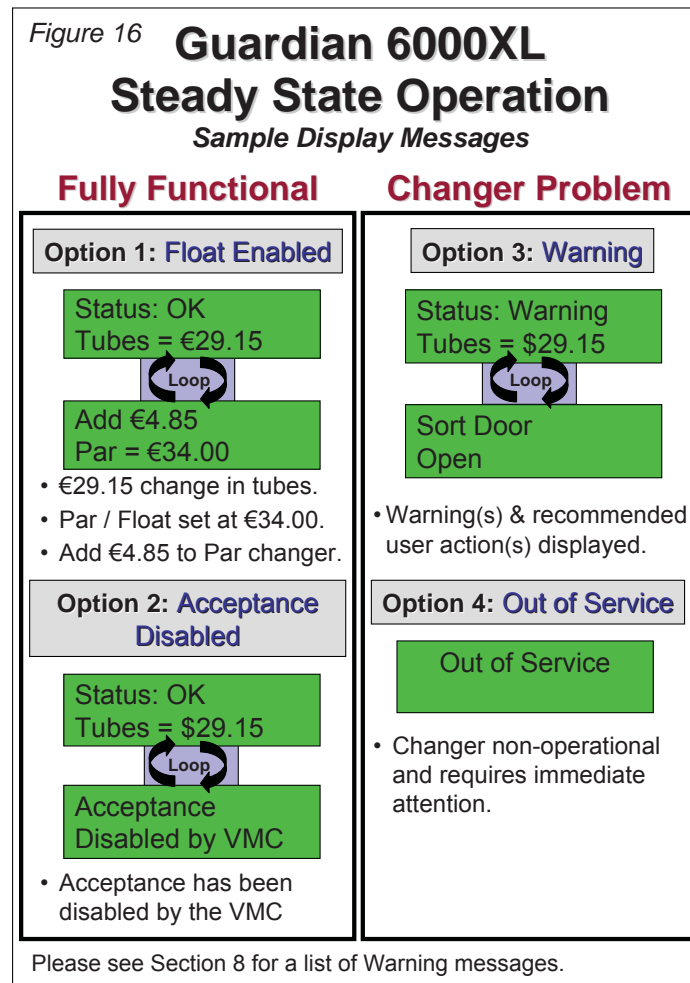 Figure 16
Guardian 6000XL
Steady State Operation
Sample Display Messages
Fully Functional
Option 1: Float Enabled
Status: OK
Tubes = €29.15
Loop
Add €4.85
Par = €34.00
• €29.15 change in tubes.
• Par / Float set at €34.00.
• Add €4.85 to Par changer.
Option 2: Acceptance
Disabled
Status: OK
Tubes = $29.15
Loop
Acceptance
Disabled by VMC
• Acceptance has been
disabled by the VMC
Changer Problem
Option 3: Warning
Status: Warning
Tubes = $29.15
Loop
Sort Door
Open
• Warning(s) & recommended
user action(s) displayed.
Option 4: Out of Service
Out of Service
• Changer non-operational
and requires immediate
attention.
Please see Section 8 for a list of Warning messages.